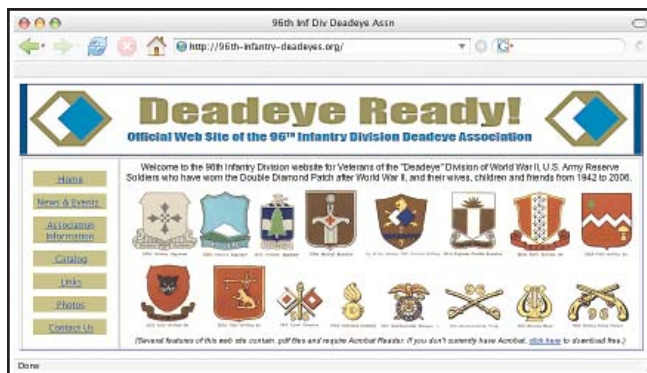 96th Inf Div Deadeye Assn
http://96th-infantry-deadeyes.org/
G
Deadeye Ready!
Official Web Site of the 96TH Infantry Division Deadeye Association
Home
News & Events
Association
Information
Catalog
Links
Photos
Contact Us
Welcome to the 96th Infantry Division website for Veterans of the "Deadeye" Division of World War II, U.S. Army Reserve
Soldiers who have worn the Double Diamond Patch after World War II, and their wives, children and friends from 1942 to 2006.
(Several features of this web site contain .pdf files and require Acrobat Reader. If you don't currently have Acrobat, click here to download files.)
Done